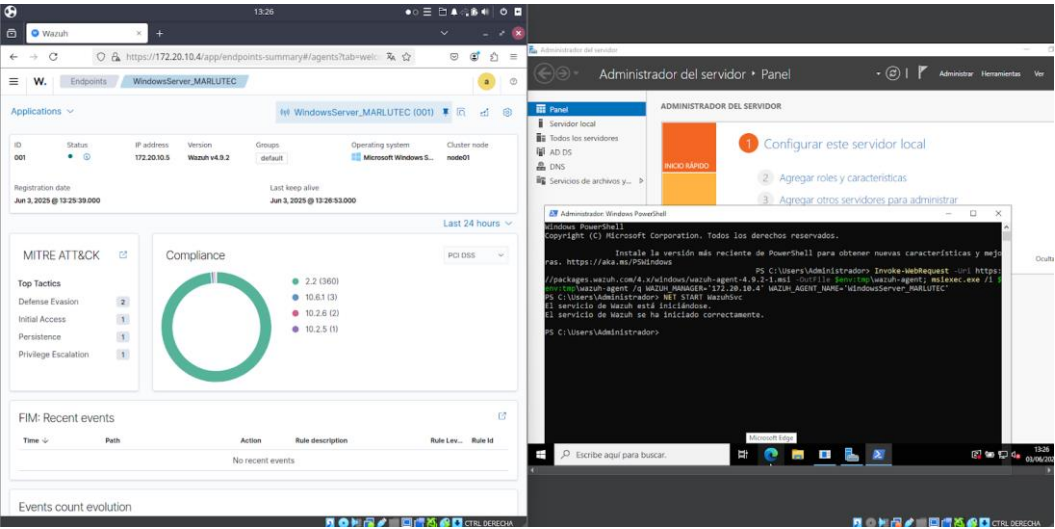 13:26
Wazuh
https://172.20.10.4/app/endpoints-summary#/agents?tab=welc
W. Endpoints WindowsServer_MARLUTEC a
Applications WindowsServer_MARLUTEC (001)
ID Status IP address Version Groups Operating system Cluster node
001 172.20.10.5 Wazuh v4.9.2 default Microsoft Windows S... node01
Registration date Last keep alive
Jun 3, 2025 @ 13:25:39.000 Jun 3, 2025 @ 13:26:53.000
Last 24 hours
MITRE ATT&CK
Top Tactics
Defense Evasion 2
Initial Access 1
Persistence 1
Privilege Escalation 1
Compliance PCI DSS
2.2 (360)
10.6.1 (3)
10.2.6 (2)
10.2.5 (1)
FIM: Recent events
Time Path Action Rule description Rule Lev... Rule Id
No recent events
Events count evolution
CTRL DERECHA
Administrador del servidor
Administrador del servidor Panel Administrar Herramientas Ver
Panel
Servidor local
Todos los servidores
AD DS
DNS
Servicios de archivos y...
ADMINISTRADOR DEL SERVIDOR
INICIO RÁPIDO
1 Configurar este servidor local
2 Agregar roles y características
3 Agregar otros servidores para administrar
Oculta
Administrador: Windows PowerShell
Windows PowerShell
Copyright (C) Microsoft Corporation. Todos los derechos reservados.
Instale la versión más reciente de PowerShell para obtener nuevas características y mejo
ras. https://aka.ms/PSWindows
PS C:\Users\Administrador> Invoke-WebRequest -Uri https:
//packages.wazuh.com/4.x/windows/wazuh-agent-4.9.2-1.msi -OutFile $env:tmp\wazuh-agent; msiexec.exe /i $
env:tmp\wazuh-agent /q WAZUH_MANAGER='172.20.10.4' WAZUH_AGENT_NAME='WindowsServer_MARLUTEC'
PS C:\Users\Administrador> NET START WazuhSvc
El servicio de Wazuh está iniciándose.
El servicio de Wazuh se ha iniciado correctamente.
PS C:\Users\Administrador>
Microsoft Edge
Escribe aquí para buscar.
13:26
03/06/202
CTRL DERECHA